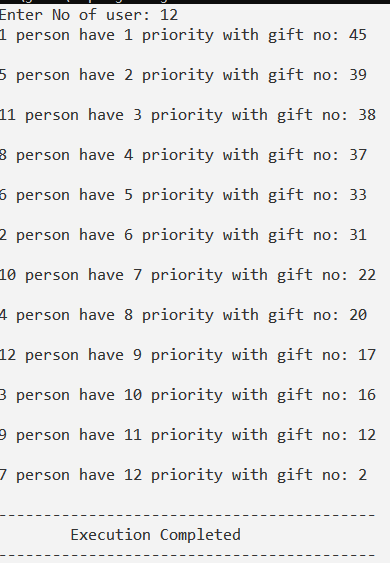 Enter No of user: 12
1 person have 1 priority with gift no: 45
5 person have 2 priority with gift no: 39
11 person have 3 priority with gift no: 38
8 person have 4 priority with gift no: 37
6 person have 5 priority with gift no: 33
2 person have 6 priority with gift no: 31
10 person have 7 priority with gift no: 22
4 person have 8 priority with gift no: 20
12 person have 9 priority with gift no: 17
3 person have 10 priority with gift no: 16
9 person have 11 priority with gift no: 12
7 person have 12 priority with gift no: 2
------------------------------------------
Execution Completed
------------------------------------------